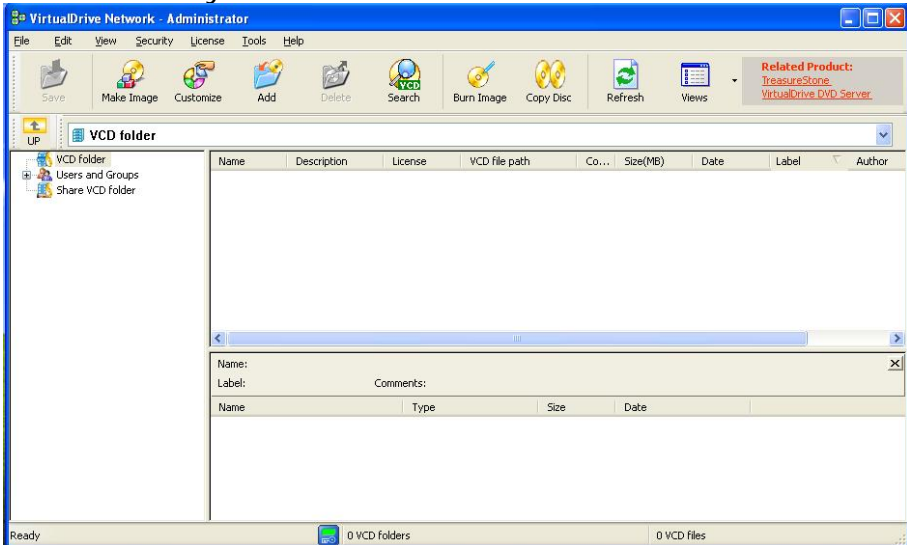 VirtualDrive Network - Administrator
File Edit View Security License Tools Help
Save Make Image Customize Add Delete Search Burn Image Copy Disc Refresh Views
VCD
Related Product:
TreasureStone
VirtualDrive DVD Server
UP VCD folder
VCD folder
Users and Groups
Share VCD folder
Name Description License VCD file path Co... Size(MB) Date Label Author
Name:
Label: Comments:
Name Type Size Date
Ready 0 VCD folders 0 VCD files